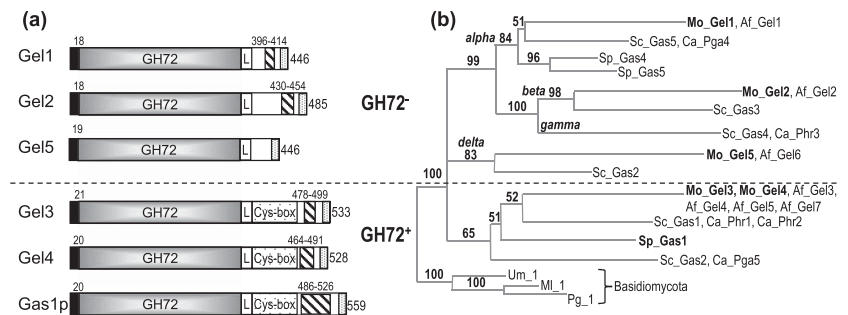 (a)
18
396-414
Gel1
GH72
L
446
18
430-454
Gel2
GH72
L
485
19
Gel5
GH72
L
446
21
478-499
Gel3
GH72
L
Cys-box
533
20
464-491
Gel4
GH72
L
Cys-box
528
20
486-526
Gas1p
GH72
L
Cys-box
559
(b)
GH72-
GH72+
51
Mo_Gel1, Af_Gel1
alpha 84
Sc_Gas5, Ca_Pga4
99
96
Sp_Gas4
Sp_Gas5
beta 98
Mo_Gel2, Af_Gel2
100
Sc_Gas3
gamma
Sc_Gas4, Ca_Phr3
delta
83
Mo_Gel5, Af_Gel6
100
Sc_Gas2
52
Mo_Gel3, Mo_Gel4, Af_Gel3,
Af_Gel4, Af_Gel5, Af_Gel7
51
Sc_Gas1, Ca_Phr1, Ca_Phr2
65
Sp_Gas1
Sc_Gas2, Ca_Pga5
100
Um_1
100
Ml_1
Pg_1
Basidiomycota